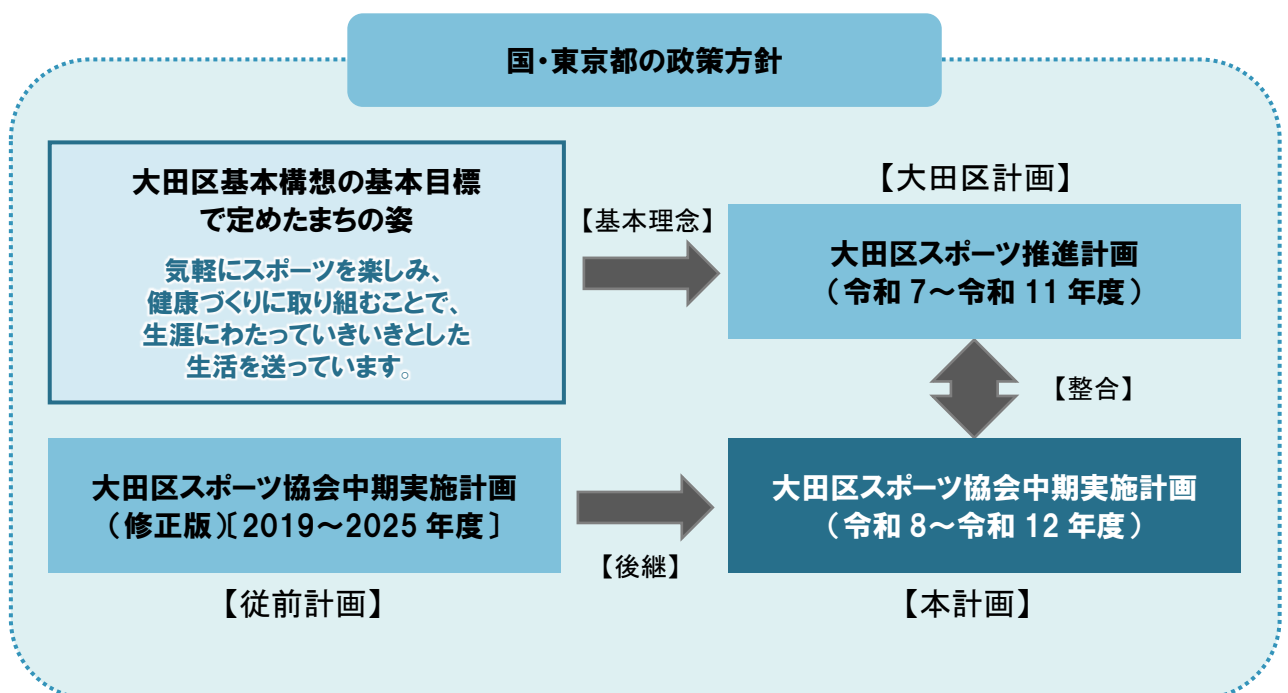 国・東京都の政策方針
大田区基本構想の基本目標
で定めたまちの姿
気軽にスポーツを楽しみ、
健康づくりに取り組むことで、
生涯にわたっていきいきとした
生活を送っています。
【基本理念】
【大田区計画】
大田区スポーツ推進計画
（令和 7～令和 11 年度）
【整合】
大田区スポーツ協会中期実施計画
（修正版）〔2019～2025 年度〕
【従前計画】
【後継】
大田区スポーツ協会中期実施計画
（令和 8～令和 12 年度）
【本計画】